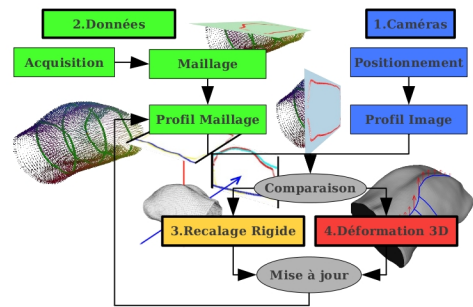 2.Données
1.Caméras
Acquisition
Maillage
Positionnement
Profil Maillage
Profil Image
Comparaison
3.Recalage Rigide
4.Déformation 3D
Mise à jour